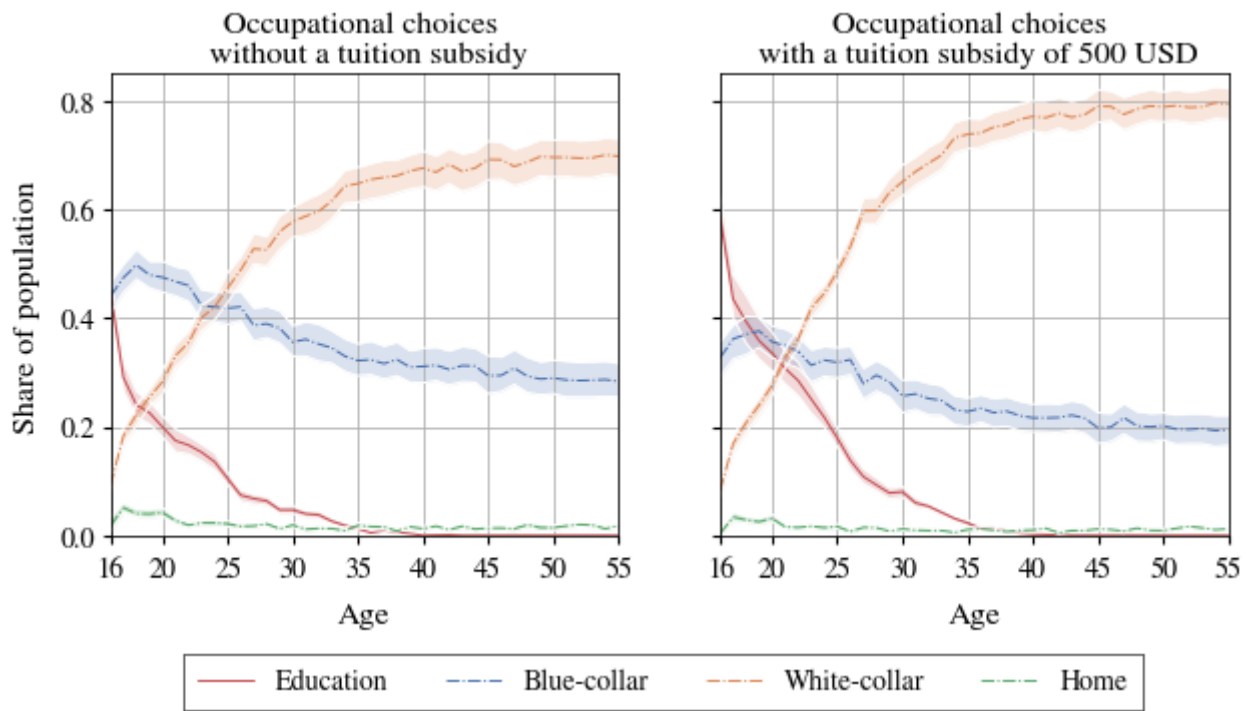 Occupational choices
without a tuition subsidy
Occupational choices
with a tuition subsidy of 500 USD
Share of population
0.8
0.6
0.4
0.2
0.0
16 20 25 30 35 40 45 50 55
16 20 25 30 35 40 45 50 55
Age
Age
Education Blue-collar White-collar Home